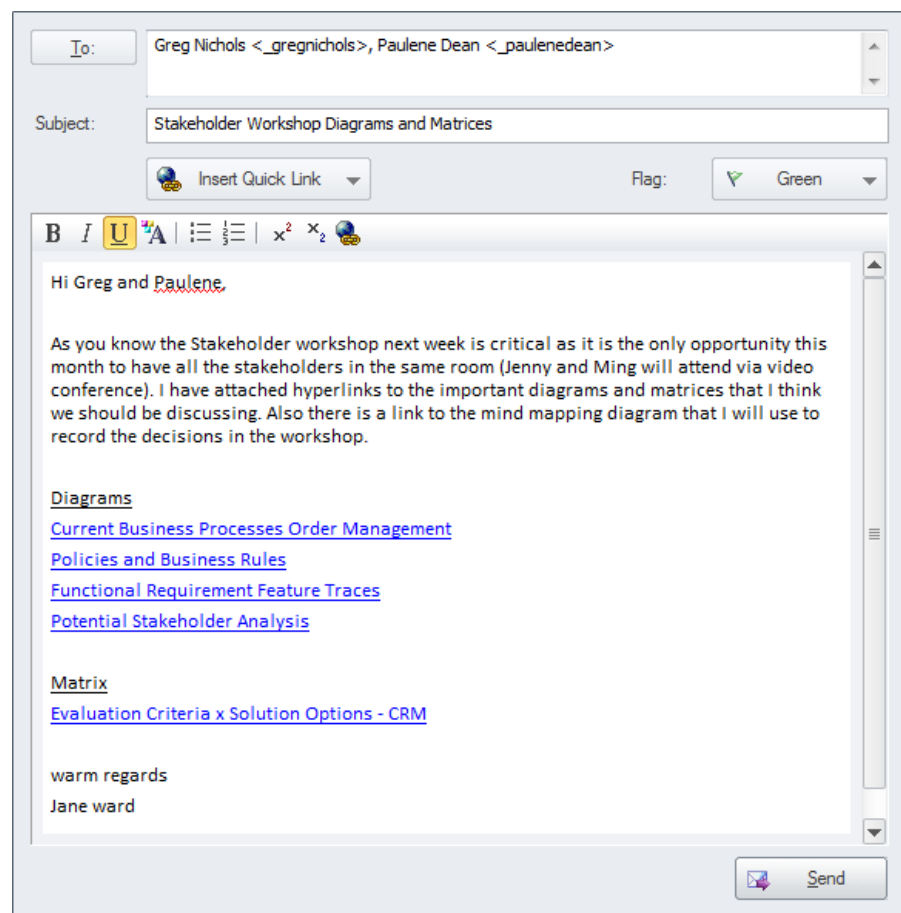 To: Greg Nichols <_gregnichols>, Paulene Dean <_paulenedean>
Subject: Stakeholder Workshop Diagrams and Matrices
Insert Quick Link Flag: Green
B I U A x² x₂
Hi Greg and Paulene,
As you know the Stakeholder workshop next week is critical as it is the only opportunity this
month to have all the stakeholders in the same room (Jenny and Ming will attend via video
conference). I have attached hyperlinks to the important diagrams and matrices that I think
we should be discussing. Also there is a link to the mind mapping diagram that I will use to
record the decisions in the workshop.
Diagrams
Current Business Processes Order Management
Policies and Business Rules
Functional Requirement Feature Traces
Potential Stakeholder Analysis
Matrix
Evaluation Criteria x Solution Options - CRM
warm regards
Jane ward
Send